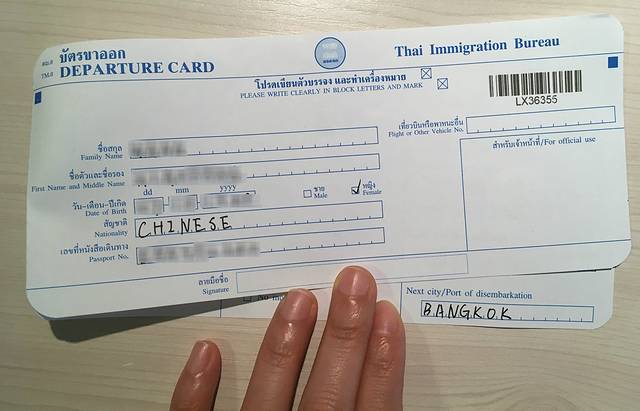 ตม.๖ บัตรขาออก
TM.6 DEPARTURE CARD
Thai Immigration Bureau
โปรดเขียนตัวบรรจง และทำเครื่องหมาย
PLEASE WRITE CLEARLY IN BLOCK LETTERS AND MARK
LX36355
ชื่อสกุล
Family Name
เที่ยวบินหรือพาหนะอื่น
Flight or Other Vehicle No.
ชื่อตัวและชื่อรอง
First Name and Middle Name
สำหรับเจ้าหน้าที่/For official use
dd mm yyyy
วัน-เดือน-ปีเกิด
Date of Birth
ชาย
Male
หญิง
Female
สัญชาติ
Nationality
CHINESE
เลขที่หนังสือเดินทาง
Passport No.
ลายมือชื่อ
Signature
Next city/Port of disembarkation
BANGKOK